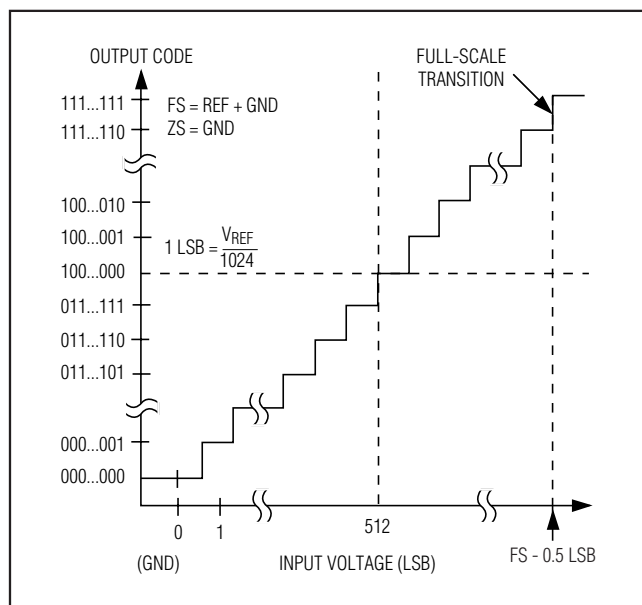 OUTPUT CODE
FULL-SCALE
TRANSITION
111...111
FS = REF + GND
111...110
ZS = GND
100...010
100...001
1 LSB = VREF
1024
100...000
011...111
011...110
011...101
000...001
000...000
0
1
512
(GND)
INPUT VOLTAGE (LSB)
FS - 0.5 LSB